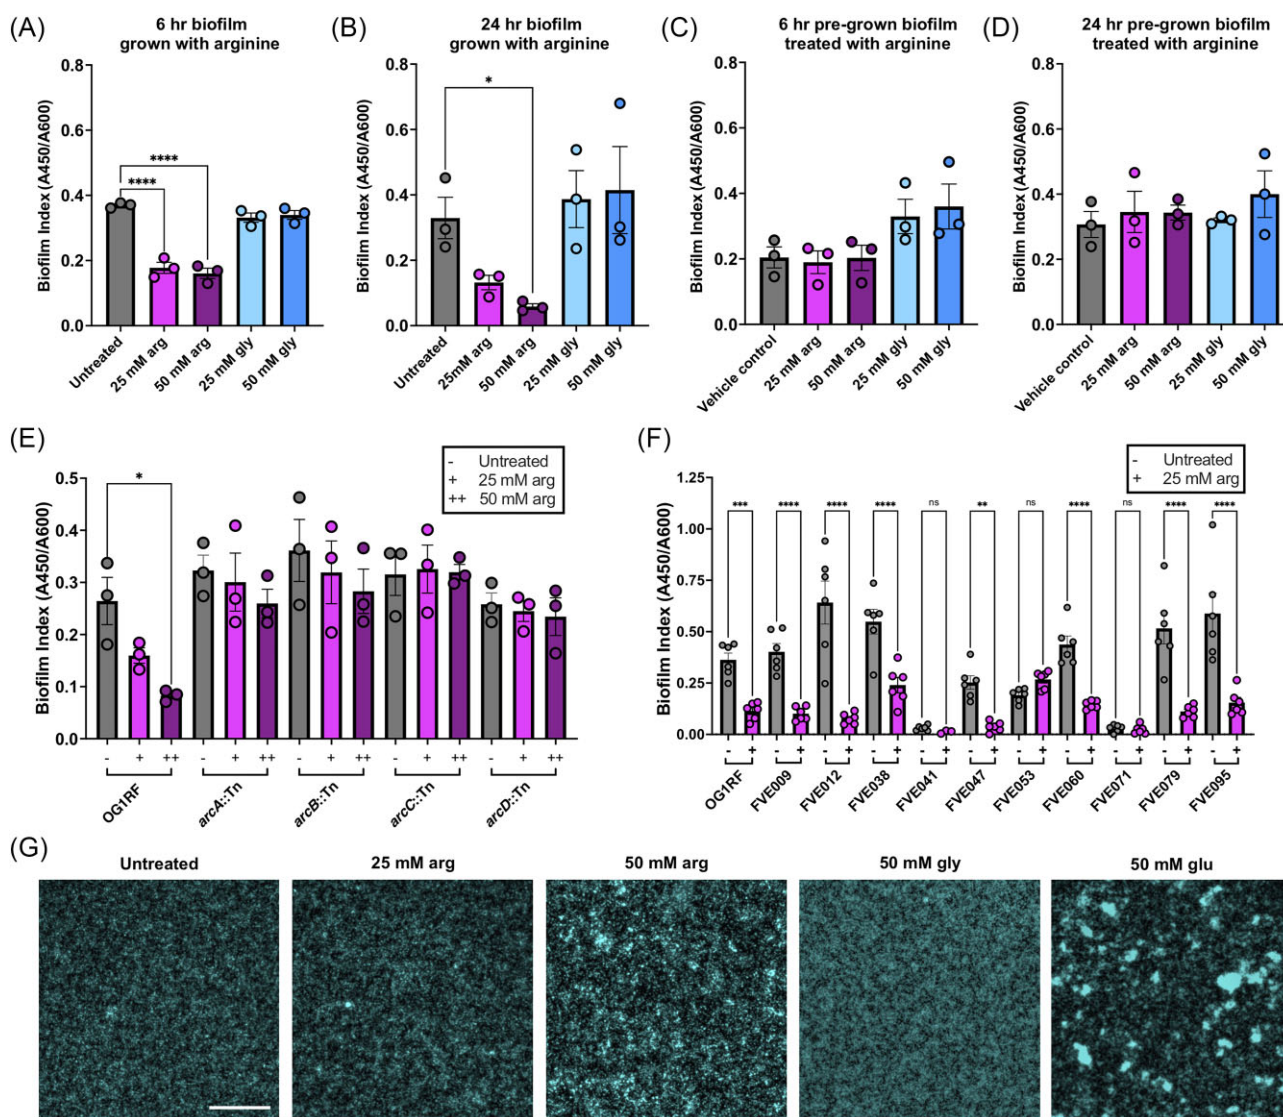 (A)
6 hr biofilm
grown with arginine
Biofilm Index (A450/A600)
0.8
0.6
0.4
0.2
0.0
****
****
Untreated
25 mM arg
50 mM arg
25 mM gly
50 mM gly
(B)
24 hr biofilm
grown with arginine
Biofilm Index (A450/A600)
0.8
0.6
0.4
0.2
0.0
*
Untreated
25mM arg
50 mM arg
25 mM gly
50 mM gly
(C)
6 hr pre-grown biofilm
treated with arginine
Biofilm Index (A450/A600)
0.8
0.6
0.4
0.2
0.0
Vehicle control
25 mM arg
50 mM arg
25 mM gly
50 mM gly
(D)
24 hr pre-grown biofilm
treated with arginine
Biofilm Index (A450/A600)
0.8
0.6
0.4
0.2
0.0
Vehicle control
25 mM arg
50 mM arg
25 mM gly
50 mM gly
(E)
- Untreated
+ 25 mM arg
++ 50 mM arg
Biofilm Index (A450/A600)
0.5
0.4
0.3
0.2
0.1
0.0
*
- + ++ - + ++ - + ++ - + ++ - + ++
OG1RF
arcA::Tn
arcB::Tn
arcC::Tn
arcD::Tn
(F)
- Untreated
+ 25 mM arg
Biofilm Index (A450/A600)
1.25
1.00
0.75
0.50
0.25
0.00
*** **** **** **** ns ** ns **** ns **** ****
- + - + - + - + - + - + - + - + - + - + - +
OG1RF
FVE009
FVE012
FVE038
FVE041
FVE047
FVE053
FVE060
FVE071
FVE079
FVE095
(G)
Untreated
25 mM arg
50 mM arg
50 mM gly
50 mM glu